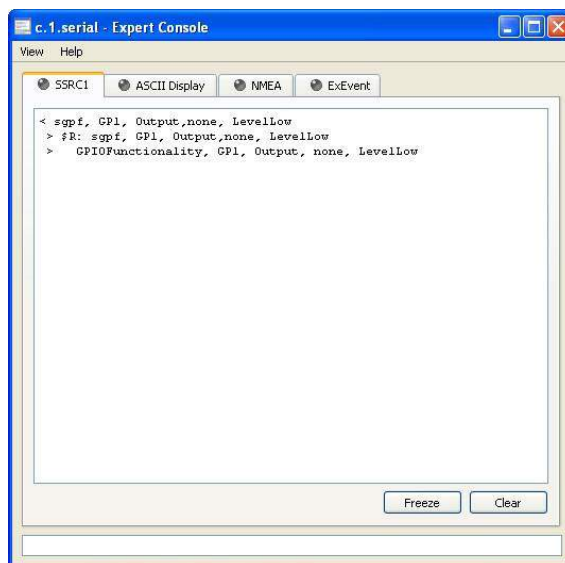 c.1.serial - Expert Console
View Help
SSRC1 ASCII Display NMEA ExEvent
< sgpf, GP1, Output,none, LevelLow
> $R: sgpf, GP1, Output,none, LevelLow
> GPIOFunctionality, GP1, Output, none, LevelLow
Freeze Clear